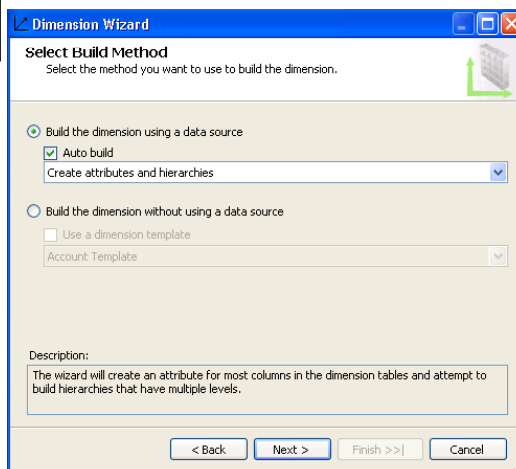 Dimension Wizard
Select Build Method
Select the method you want to use to build the dimension.
Build the dimension using a data source
Auto build
Create attributes and hierarchies
Build the dimension without using a data source
Use a dimension template
Account Template
Description:
The wizard will create an attribute for most columns in the dimension tables and attempt to
build hierarchies that have multiple levels.
< Back Next > Finish >>| Cancel